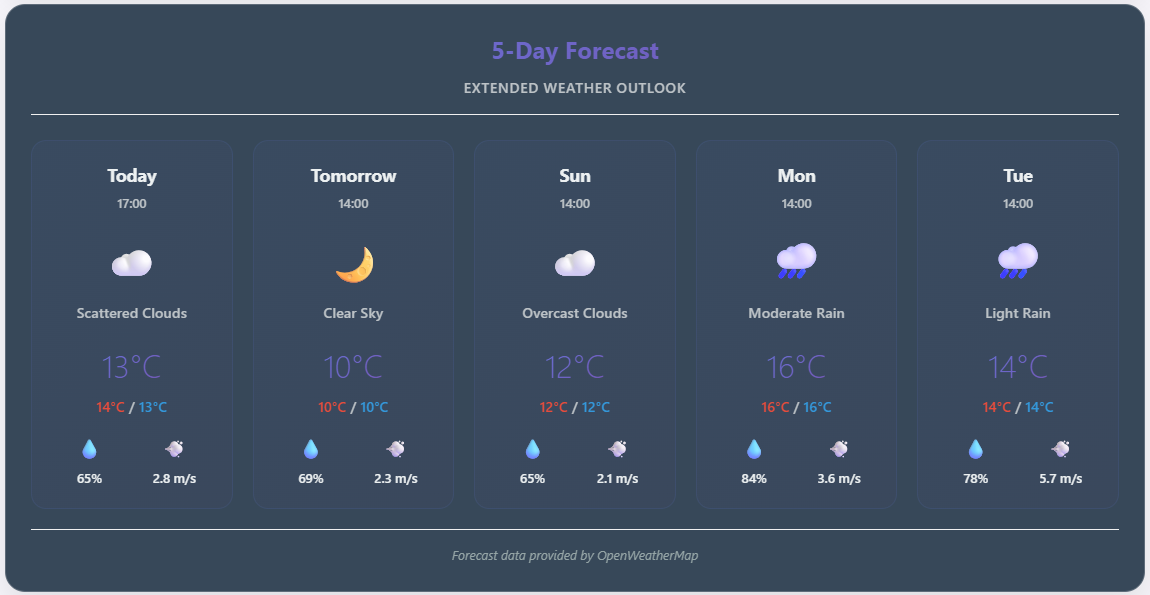 5-Day Forecast
EXTENDED WEATHER OUTLOOK
Today
17:00
Scattered Clouds
13°C
14°C / 13°C
65% 2.8 m/s
Tomorrow
14:00
Clear Sky
10°C
10°C / 10°C
69% 2.3 m/s
Sun
14:00
Overcast Clouds
12°C
12°C / 12°C
65% 2.1 m/s
Mon
14:00
Moderate Rain
16°C
16°C / 16°C
84% 3.6 m/s
Tue
14:00
Light Rain
14°C
14°C / 14°C
78% 5.7 m/s
Forecast data provided by OpenWeatherMap